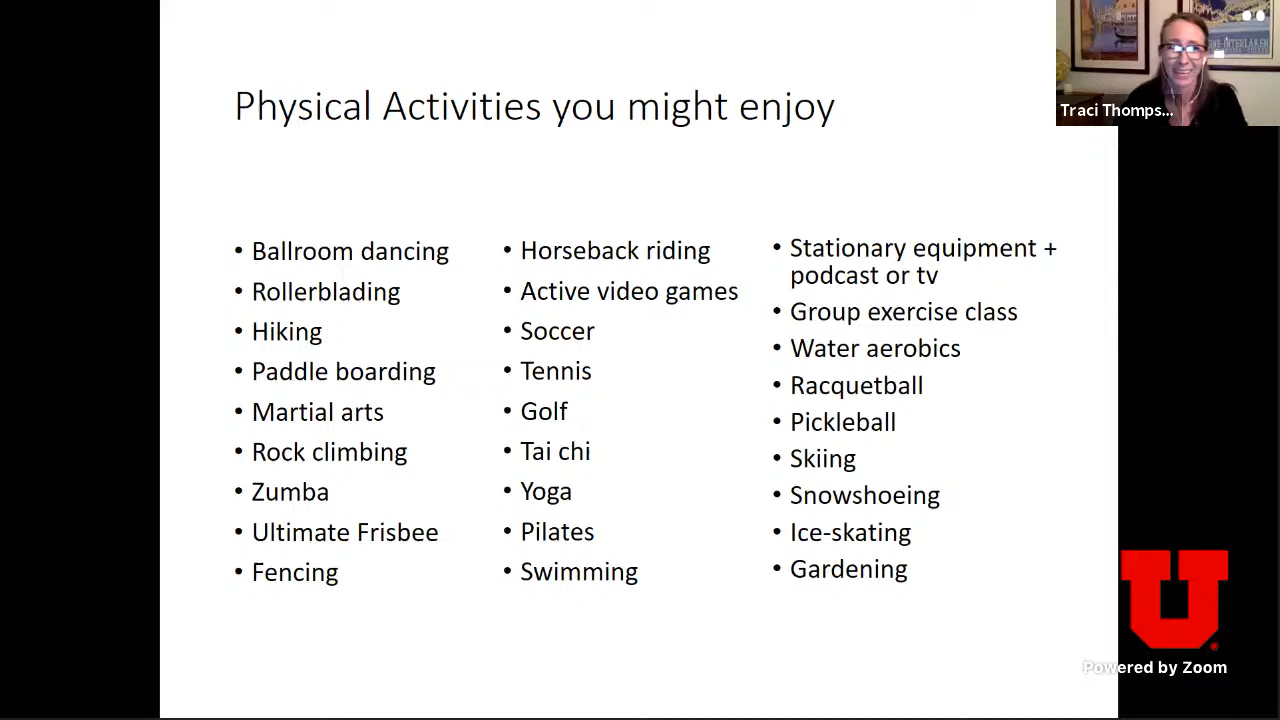 Physical Activities you might enjoy
• Ballroom dancing
• Rollerblading
• Hiking
• Paddle boarding
• Martial arts
• Rock climbing
• Zumba
• Ultimate Frisbee
• Fencing
• Horseback riding
• Active video games
• Soccer
• Tennis
• Golf
• Tai chi
• Yoga
• Pilates
• Swimming
• Stationary equipment +
podcast or tv
• Group exercise class
• Water aerobics
• Racquetball
• Pickleball
• Skiing
• Snowshoeing
• Ice-skating
• Gardening
Traci Thomps...
U
®
Powered by Zoom